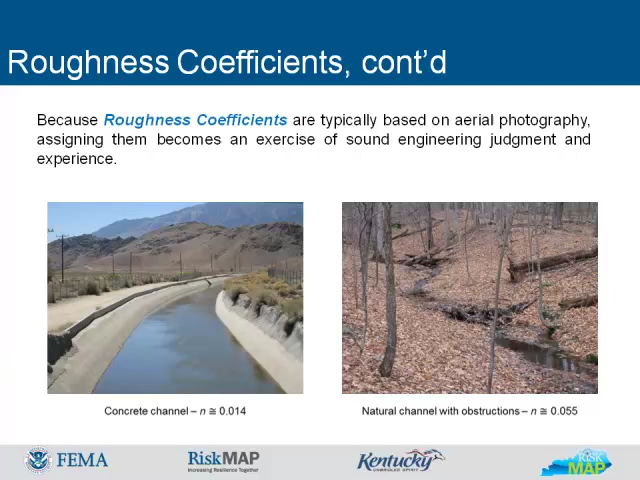 Roughness Coefficients, cont'd
Because Roughness Coefficients are typically based on aerial photography,
assigning them becomes an exercise of sound engineering judgment and
experience.
Concrete channel – n ≅ 0.014
Natural channel with obstructions – n ≅ 0.055
FEMA
RiskMAP
Increasing Resilience Together
Kentucky
UNBRIDLED SPIRIT
RISK
MAP